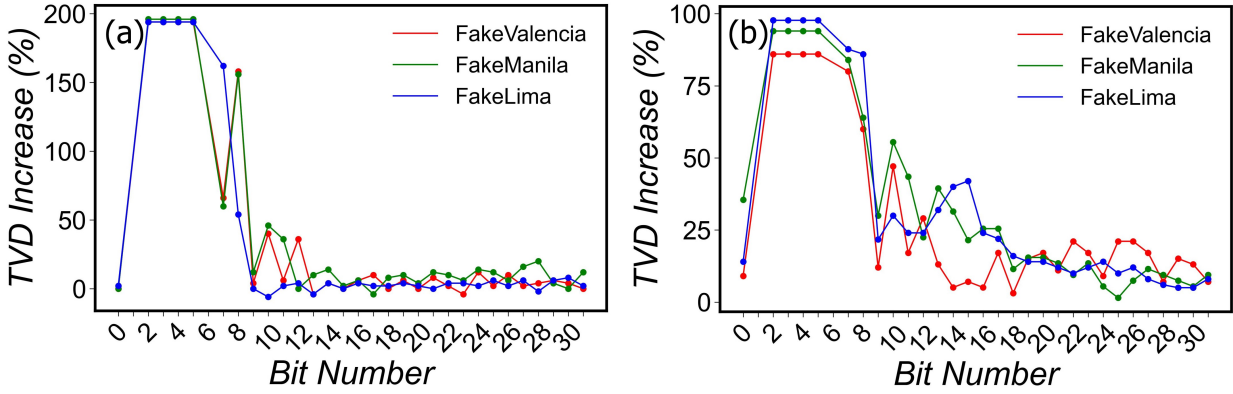 (a)
FakeValencia
FakeManila
FakeLima
TVD Increase (%)
200
150
100
50
0
0 2 4 6 8 10 12 14 16 18 20 22 24 26 28 30
Bit Number
(b)
FakeValencia
FakeManila
FakeLima
TVD Increase (%)
100
75
50
25
0
0 2 4 6 8 10 12 14 16 18 20 22 24 26 28 30
Bit Number